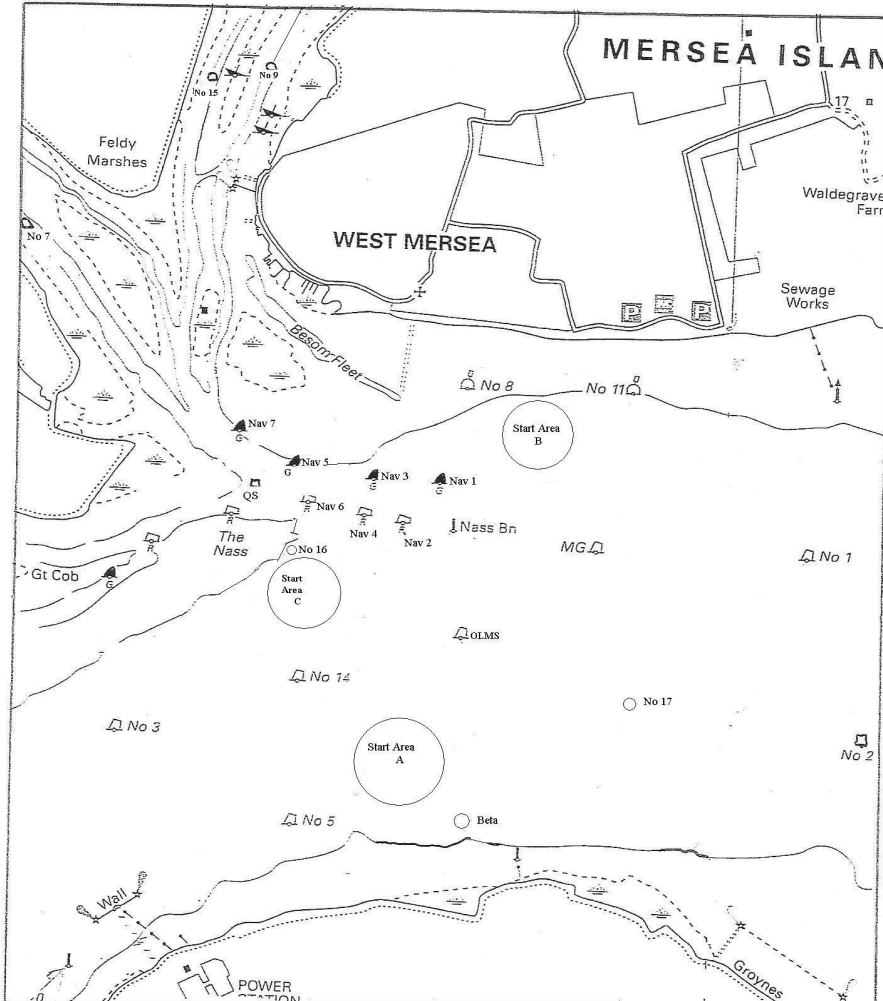 MERSEA ISLAN
No 9
No 15
17
Feldy
Marshes
Waldegrave
Farr
No 7
WEST MERSEA
Sewage
Works
P
P
Besom Fleet
No 8
No 11
Nav 7
G
Start Area
B
Nav 5
G
Nav 3
G
Nav 1
G
QS
Nav 6
R
R
The
Nass
Nav 4
R
Nav 2
R
Nass Bn
R
No 16
MG
No 1
Gt Cob
G
Start
Area
C
OLMS
No 14
No 17
No 3
Start Area
A
No 2
No 5
Beta
Wall
Groynes
POWER
STATION